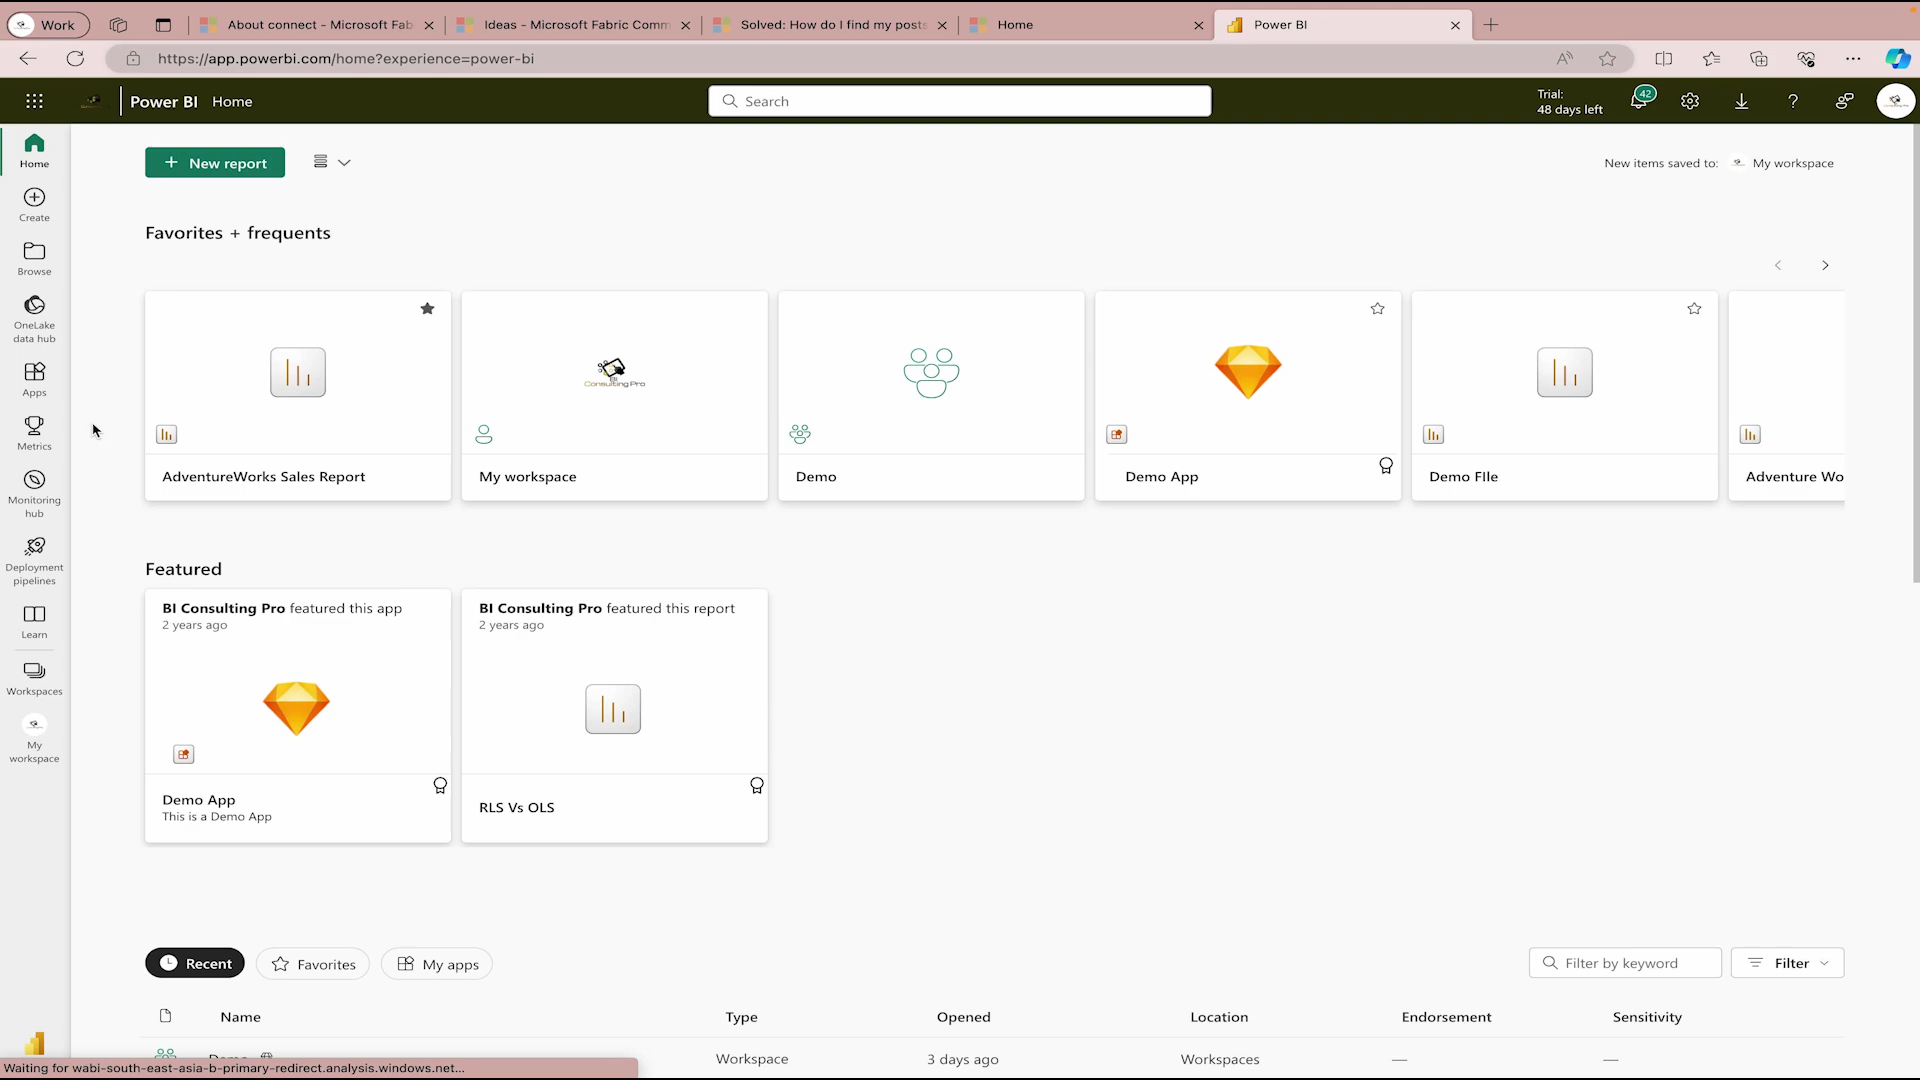 Work
About connect - Microsoft Fab
Ideas - Microsoft Fabric Comm
Solved: How do I find my posts
Home
Power BI
https://app.powerbi.com/home?experience=power-bi
Power BI Home
Search
Trial:
48 days left
42
Home
Create
Browse
OneLake
data hub
Apps
Metrics
Monitoring
hub
Deployment
pipelines
Learn
Workspaces
My
workspace
+ New report
New items saved to: My workspace
Favorites + frequents
AdventureWorks Sales Report
BI
Consulting Pro
My workspace
Demo
Demo App
Demo FIle
Adventure Wo
Featured
BI Consulting Pro featured this app
2 years ago
Demo App
This is a Demo App
BI Consulting Pro featured this report
2 years ago
RLS Vs OLS
Recent
Favorites
My apps
Filter by keyword
Filter
Name Type Opened Location Endorsement Sensitivity
Demo Workspace 3 days ago Workspaces — —
Waiting for wabi-south-east-asia-b-primary-redirect.analysis.windows.net...